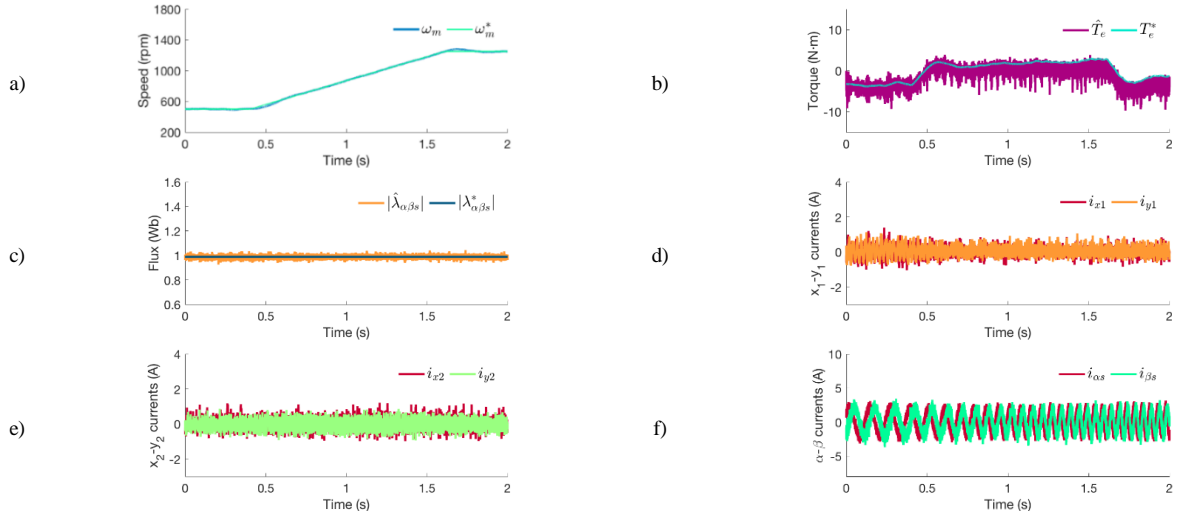 a)
1800
1400
1000
600
200
Speed (rpm)
ω_m ω_m^*
0 0.5 1 1.5 2
Time (s)
b)
10
0
-10
Torque (N·m)
T̂_e T_e^*
0 0.5 1 1.5 2
Time (s)
c)
1.6
1.4
1.2
1
0.8
0.6
Flux (Wb)
|λ̂_αβs| |λ^*_αβs|
0 0.5 1 1.5 2
Time (s)
d)
4
2
0
-2
x_1-y_1 currents (A)
i_x1 i_y1
0 0.5 1 1.5 2
Time (s)
e)
4
2
0
-2
x_2-y_2 currents (A)
i_x2 i_y2
0 0.5 1 1.5 2
Time (s)
f)
10
5
0
-5
α-β currents (A)
i_αs i_βs
0 0.5 1 1.5 2
Time (s)